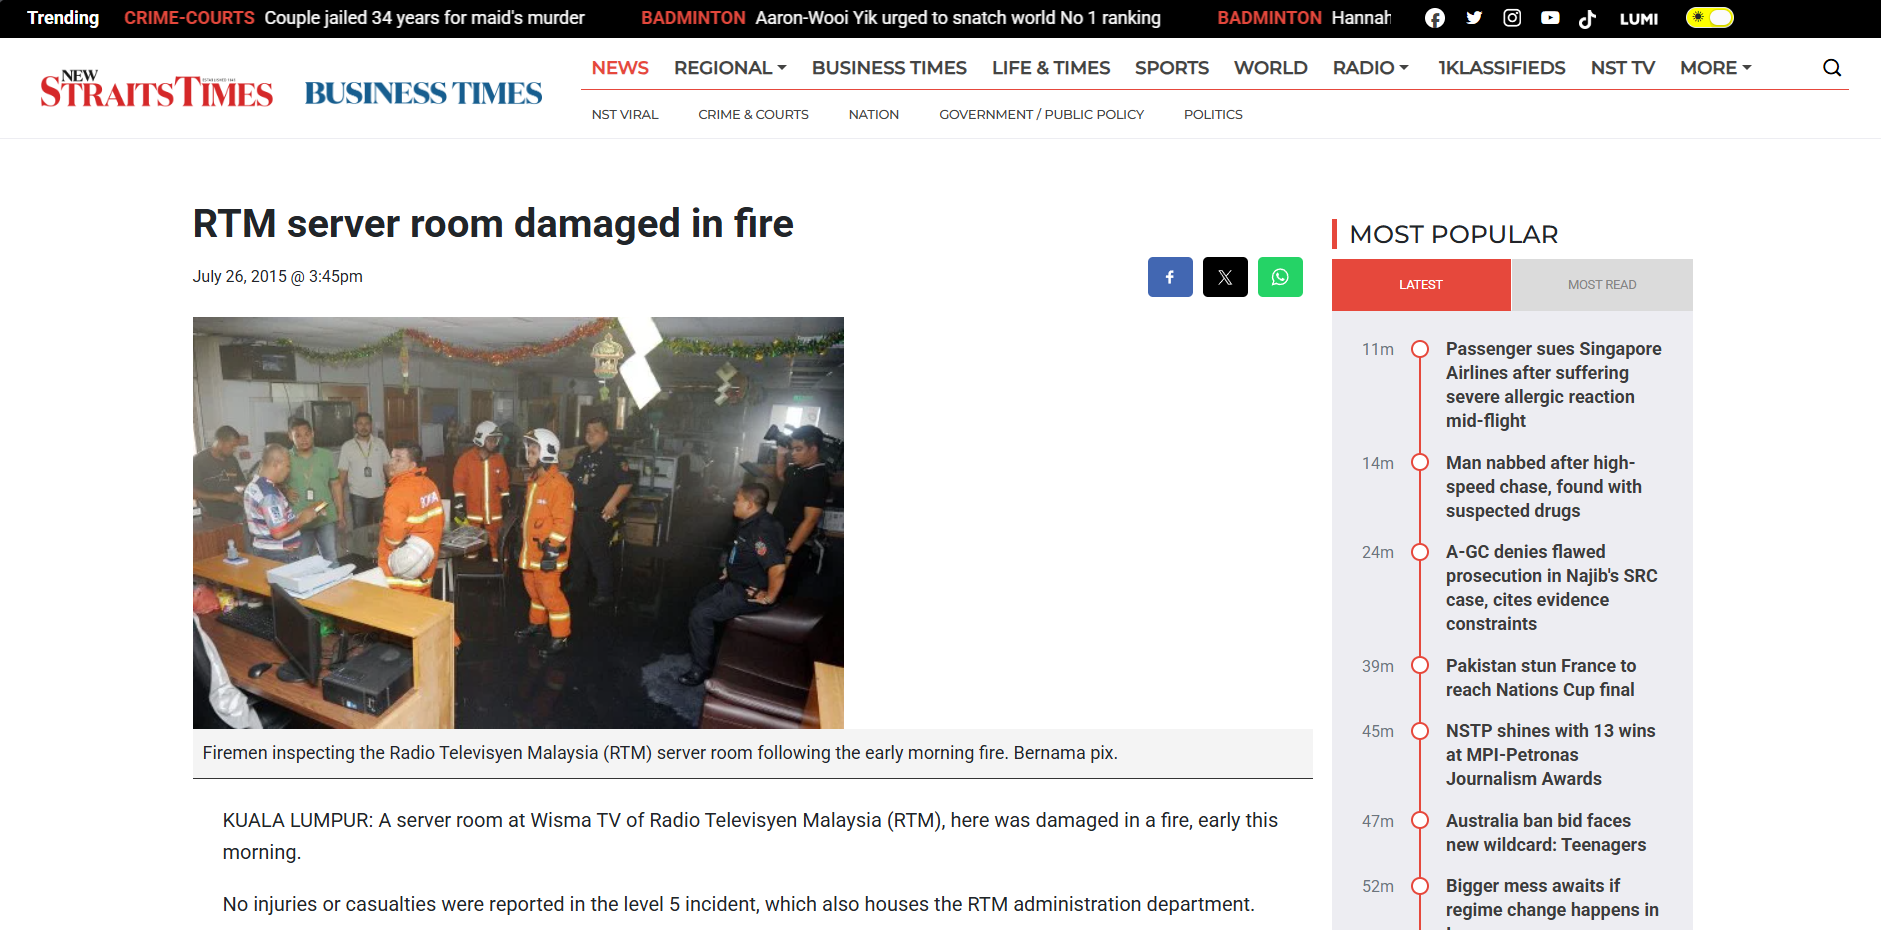 Trending CRIME-COURTS Couple jailed 34 years for maid's murder BADMINTON Aaron-Wooi Yik urged to snatch world No 1 ranking BADMINTON Hannah LUMI
NEW STRAITS TIMES
BUSINESS TIMES
NEWS REGIONAL BUSINESS TIMES LIFE & TIMES SPORTS WORLD RADIO 1KLASSIFIEDS NST TV MORE
NST VIRAL CRIME & COURTS NATION GOVERNMENT / PUBLIC POLICY POLITICS
RTM server room damaged in fire
July 26, 2015 @ 3:45pm
Firemen inspecting the Radio Televisyen Malaysia (RTM) server room following the early morning fire. Bernama pix.
KUALA LUMPUR: A server room at Wisma TV of Radio Televisyen Malaysia (RTM), here was damaged in a fire, early this
morning.
No injuries or casualties were reported in the level 5 incident, which also houses the RTM administration department.
MOST POPULAR
LATEST MOST READ
11m Passenger sues Singapore
Airlines after suffering
severe allergic reaction
mid-flight
14m Man nabbed after high-
speed chase, found with
suspected drugs
24m A-GC denies flawed
prosecution in Najib's SRC
case, cites evidence
constraints
39m Pakistan stun France to
reach Nations Cup final
45m NSTP shines with 13 wins
at MPI-Petronas
Journalism Awards
47m Australia ban bid faces
new wildcard: Teenagers
52m Bigger mess awaits if
regime change happens in